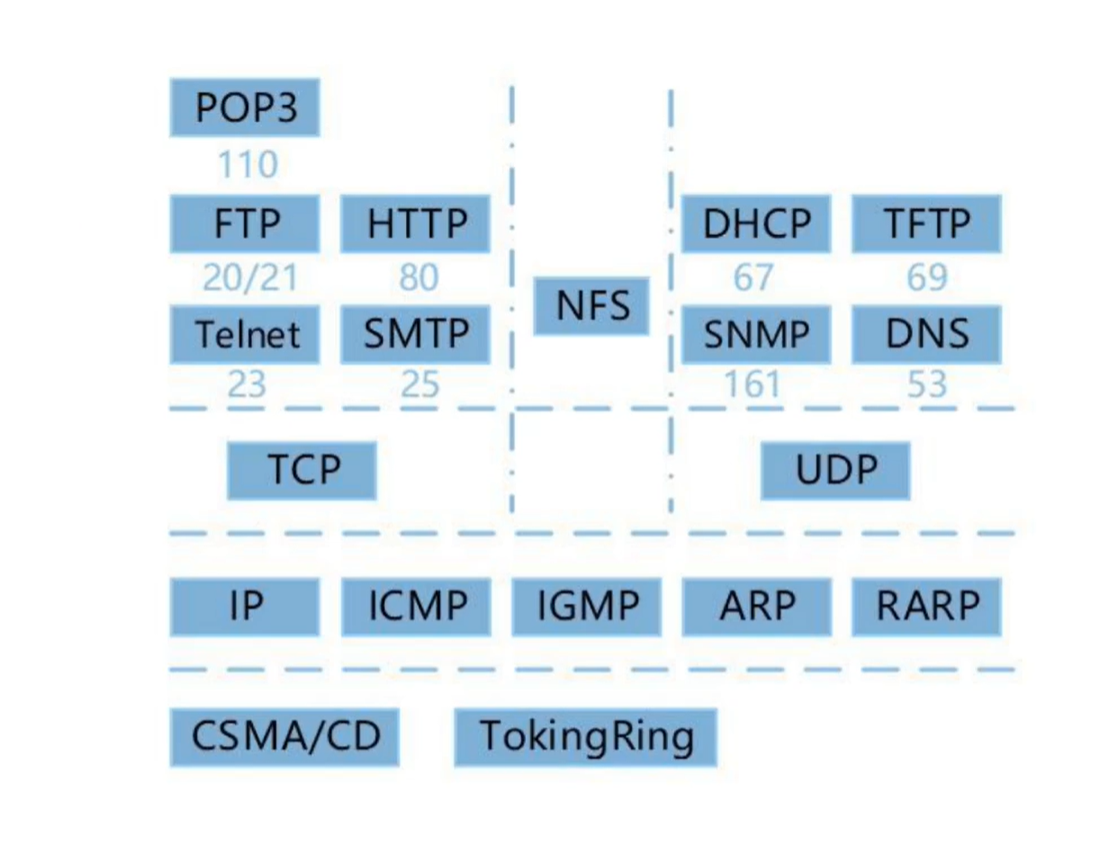 POP3
110
FTP HTTP DHCP TFTP
20/21 80 67 69
NFS
Telnet SMTP SNMP DNS
23 25 161 53
TCP UDP
IP ICMP IGMP ARP RARP
CSMA/CD TokingRing